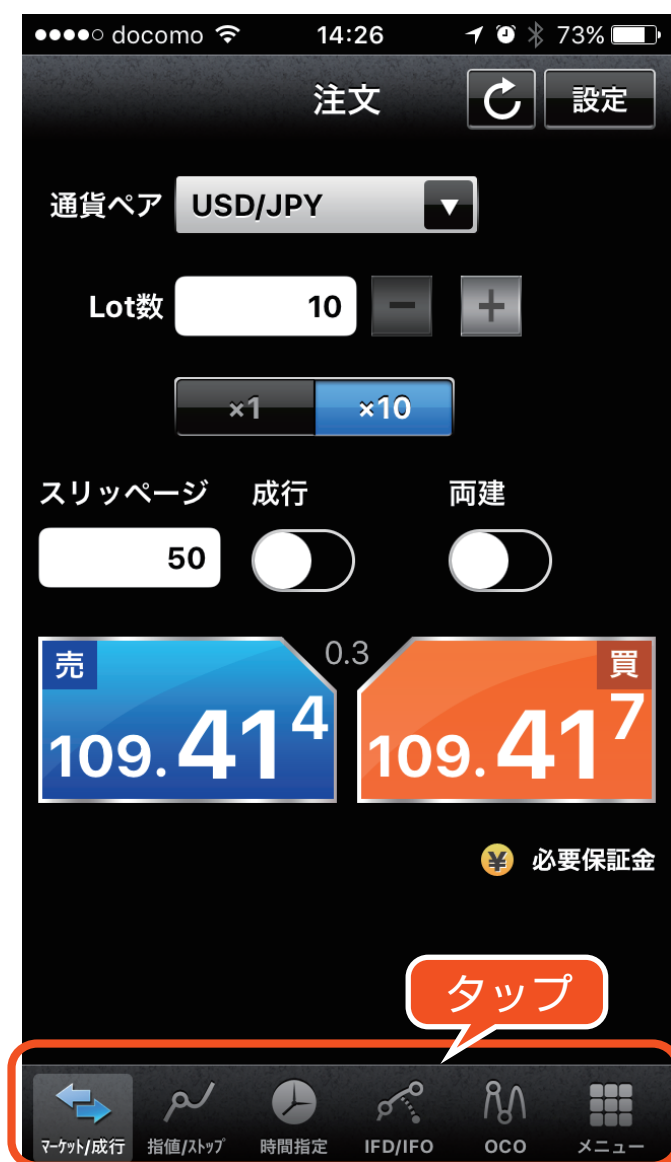 docomo 14:26 73%
注文 設定
通貨ペア USD/JPY
Lot数 10
×1 ×10
スリッページ 成行 両建
50
売 0.3 買
109.414 109.417
¥ 必要保証金
タップ
マーケット/成行 指値/ストップ 時間指定 IFD/IFO OCO メニュー